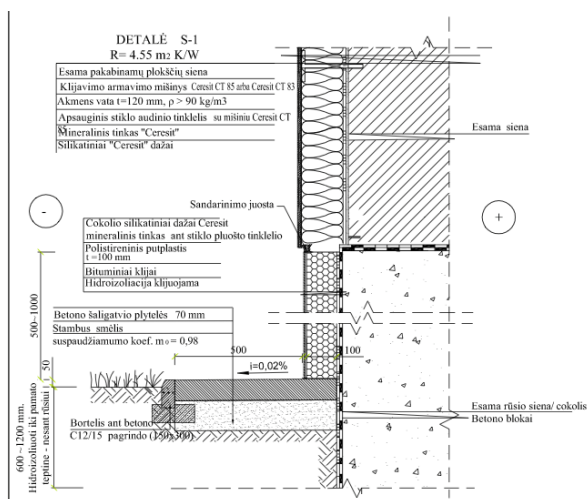 DETALĖ S-1
R= 4.55 m2 K/W
Esama pakabinamų plokščių siena
Klijavimo armavimo mišinys Ceresit CT 85 arba Ceresit CT 83
Akmens vata t=120 mm, ρ > 90 kg/m3
Apsauginis stiklo audinio tinklelis su mišiniu Ceresit CT
85
Mineralinis tinkas "Ceresit"
Silikatiniai "Ceresit" dažai
Esama siena
-
+
Sandarinimo juosta
Cokolio silikatiniai dažai Ceresit
mineralinis tinkas ant stiklo pluošto tinklelio
Polistireninis putplastis
t =100 mm
Bituminiai klijai
Hidroizoliacija klijuojama
Betono šaligatvio plytelės 70 mm
Stambus smėlis
suspaudžiamumo koef. m₀ = 0,98
500
100
i=0,02%
500~1000
50
600 ~1200 mm.
Hidroizoliuoti iki pamato
teptine - nesant rūsiui
Bortelis ant betono
C12/15 pagrindo (150x300)
Esama rūsio siena/ cokolis
Betono blokai